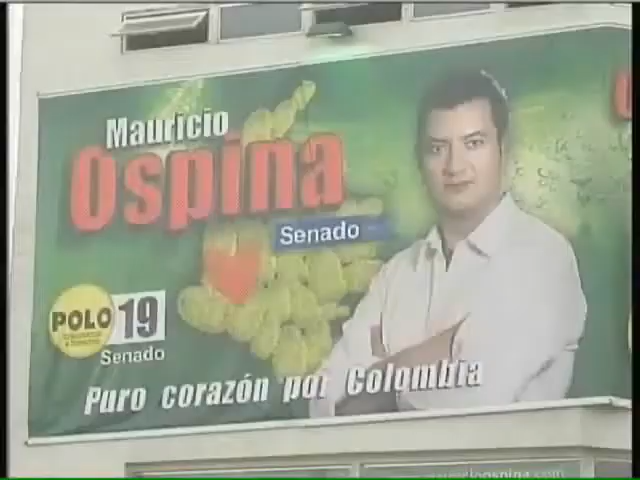 Mauricio
Ospina
Senado
POLO 19
Senado
Puro corazón por Colombia